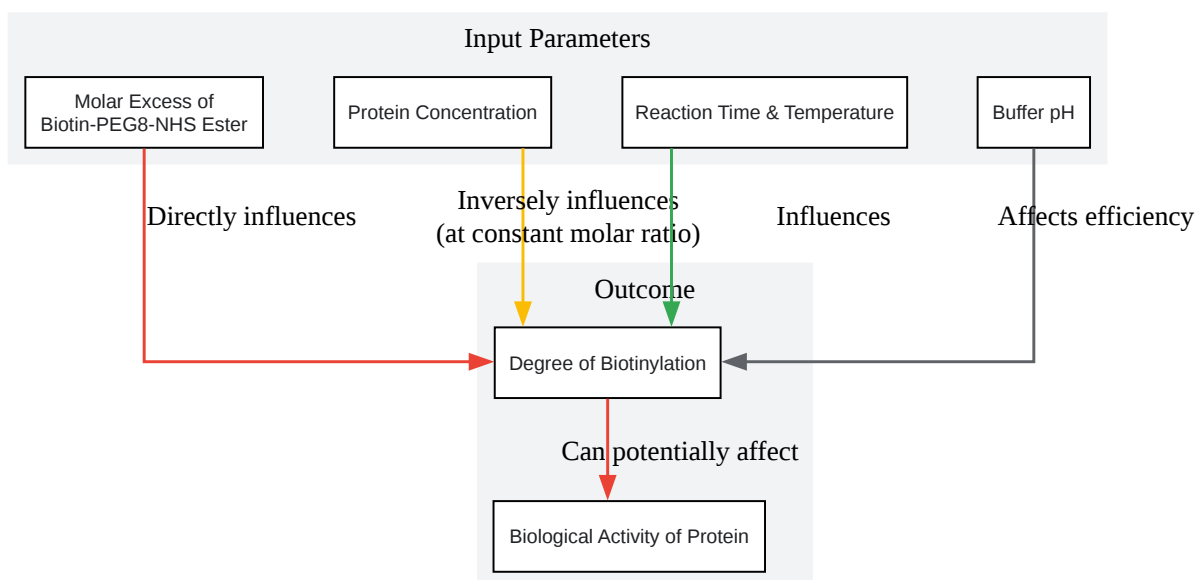 Input Parameters
Molar Excess of
Biotin-PEG8-NHS Ester
Protein Concentration
Reaction Time & Temperature
Buffer pH
Directly influences
Inversely influences
(at constant molar ratio)
Influences
Affects efficiency
Outcome
Degree of Biotinylation
Can potentially affect
Biological Activity of Protein